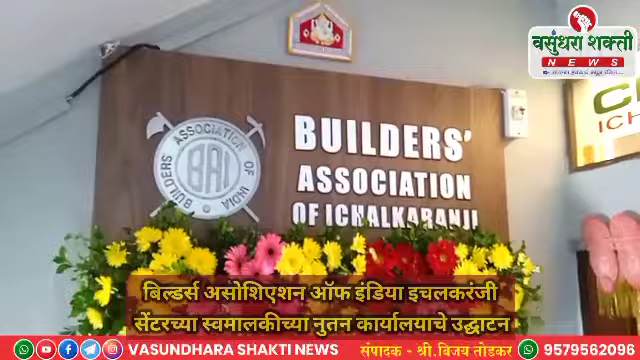 वसुंधरा शक्ती
NEWS
BUILDERS'
ASSOCIATION
OF ICHALKARANJI
BUILDERS ASSOCIATION OF INDIA
BAI
ICH
बिल्डर्स असोशिएशन ऑफ इंडिया इचलकरंजी
सेंटरच्या स्वमालकीच्या नुतन कार्यालयाचे उद्घाटन
VASUNDHARA SHAKTI NEWS
संपादक - श्री.विजय तोडकर
9579562096